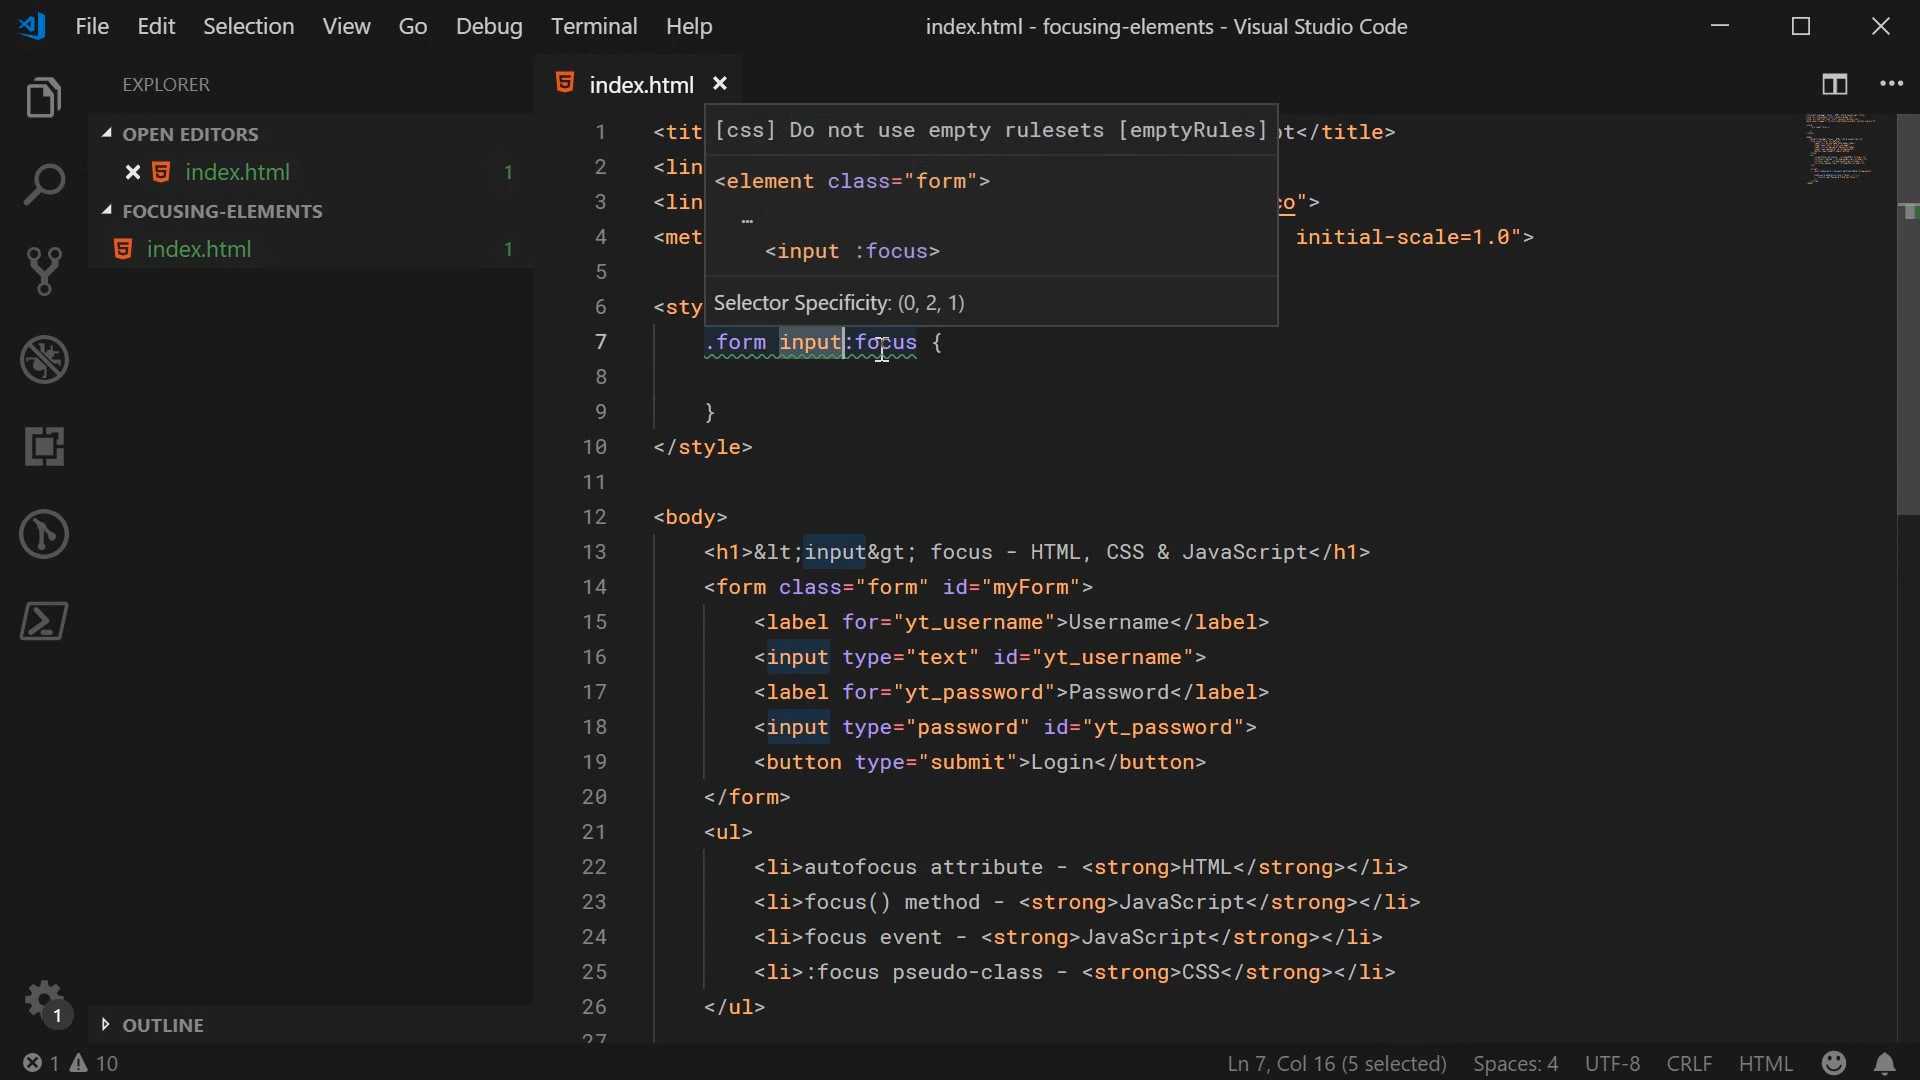 File Edit Selection View Go Debug Terminal Help
index.html - focusing-elements - Visual Studio Code
EXPLORER
OPEN EDITORS
index.html 1
FOCUSING-ELEMENTS
index.html 1
OUTLINE
1
index.html
[css] Do not use empty rulesets [emptyRules]
<element class="form">
…
<input :focus>
Selector Specificity: (0, 2, 1)
1 <tit t</title>
2 <lin
3 <lin o">
4 <met initial-scale=1.0">
5
6 <sty
7 .form input:focus {
8
9 }
10 </style>
11
12 <body>
13 <h1>&lt;input&gt; focus - HTML, CSS & JavaScript</h1>
14 <form class="form" id="myForm">
15 <label for="yt_username">Username</label>
16 <input type="text" id="yt_username">
17 <label for="yt_password">Password</label>
18 <input type="password" id="yt_password">
19 <button type="submit">Login</button>
20 </form>
21 <ul>
22 <li>autofocus attribute - <strong>HTML</strong></li>
23 <li>focus() method - <strong>JavaScript</strong></li>
24 <li>focus event - <strong>JavaScript</strong></li>
25 <li>:focus pseudo-class - <strong>CSS</strong></li>
26 </ul>
27
1 10
Ln 7, Col 16 (5 selected) Spaces: 4 UTF-8 CRLF HTML